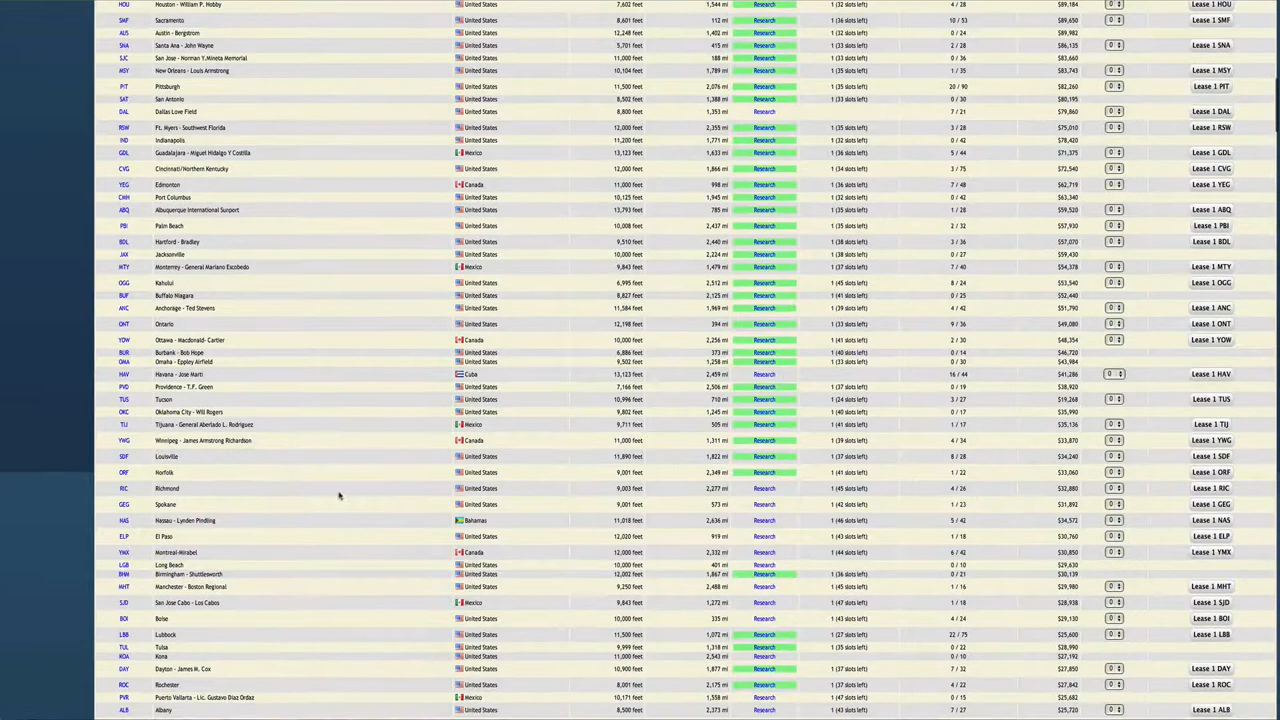 HOU Houston - William P. Hobby United States 7,602 feet 1,544 mi Research 1 (36 slots left) 4 / 28 $89,184 0 Lease 1 HOU
SMF Sacramento United States 8,601 feet 112 mi Research 1 (36 slots left) 10 / 53 $89,650 0 Lease 1 SMF
AUS Austin - Bergstrom United States 12,248 feet 1,402 mi Research 1 (32 slots left) 0 / 24 $89,982
SNA Santa Ana - John Wayne United States 5,701 feet 415 mi Research 1 (34 slots left) 2 / 28 $86,135 0 Lease 1 SNA
SJC San Jose - Norman Y.Mineta Memorial United States 11,000 feet 188 mi Research 1 (33 slots left) 0 / 36 $83,660
MSY New Orleans - Louis Armstrong United States 10,104 feet 1,789 mi Research 1 (34 slots left) 1 / 35 $83,743 0 Lease 1 MSY
PIT Pittsburgh United States 11,500 feet 2,076 mi Research 1 (35 slots left) 20 / 90 $82,260 0 Lease 1 PIT
SAT San Antonio United States 8,502 feet 1,388 mi Research 1 (33 slots left) 0 / 30 $80,195
DAL Dallas Love Field United States 8,800 feet 1,353 mi Research 7 / 21 $79,860 0 Lease 1 DAL
RSW Ft. Myers - Southwest Florida United States 12,000 feet 2,355 mi Research 1 (35 slots left) 3 / 28 $75,010 0 Lease 1 RSW
IND Indianapolis United States 11,200 feet 1,771 mi Research 1 (32 slots left) 0 / 42 $78,420
GDL Guadalajara - Miguel Hidalgo Y Costilla Mexico 13,123 feet 1,633 mi Research 1 (36 slots left) 5 / 44 $71,375 0 Lease 1 GDL
CVG Cincinnati/Northern Kentucky United States 12,000 feet 1,866 mi Research 1 (34 slots left) 3 / 75 $72,540 0 Lease 1 CVG
YEG Edmonton Canada 11,000 feet 998 mi Research 1 (36 slots left) 7 / 48 $62,719 0 Lease 1 YEG
CMH Port Columbus United States 10,125 feet 1,945 mi Research 1 (32 slots left) 0 / 42 $63,340
ABQ Albuquerque International Sunport United States 13,793 feet 785 mi Research 1 (35 slots left) 1 / 28 $59,520 0 Lease 1 ABQ
PBI Palm Beach United States 10,008 feet 2,437 mi Research 1 (35 slots left) 2 / 32 $57,930 0 Lease 1 PBI
BDL Hartford - Bradley United States 9,510 feet 2,440 mi Research 1 (38 slots left) 3 / 36 $57,070 0 Lease 1 BDL
JAX Jacksonville United States 10,000 feet 2,224 mi Research 1 (38 slots left) 0 / 27 $59,430
MTY Monterrey - General Mariano Escobedo Mexico 9,843 feet 1,479 mi Research 1 (37 slots left) 7 / 40 $54,378 0 Lease 1 MTY
OGG Kahului United States 6,995 feet 2,512 mi Research 1 (45 slots left) 8 / 24 $53,540 0 Lease 1 OGG
BUF Buffalo Niagara United States 8,827 feet 2,125 mi Research 1 (41 slots left) 0 / 25 $52,440
ANC Anchorage - Ted Stevens United States 11,584 feet 1,969 mi Research 1 (39 slots left) 4 / 42 $51,790 0 Lease 1 ANC
ONT Ontario United States 12,198 feet 394 mi Research 1 (33 slots left) 9 / 36 $49,080 0 Lease 1 ONT
YOW Ottawa - Macdonald- Cartier Canada 10,000 feet 2,256 mi Research 1 (41 slots left) 2 / 30 $48,354 0 Lease 1 YOW
BUR Burbank - Bob Hope United States 6,886 feet 373 mi Research 1 (40 slots left) 0 / 14 $46,720
OMA Omaha - Eppley Airfield United States 9,502 feet 1,258 mi Research 1 (33 slots left) 0 / 30 $43,984
HAV Havana - Jose Marti Cuba 13,123 feet 2,459 mi Research 16 / 44 $41,286 0 Lease 1 HAV
PVD Providence - T.F. Green United States 7,166 feet 2,506 mi Research 1 (37 slots left) 0 / 19 $38,920
TUS Tucson United States 10,996 feet 710 mi Research 1 (24 slots left) 3 / 27 $19,268 0 Lease 1 TUS
OKC Oklahoma City - Will Rogers United States 9,802 feet 1,245 mi Research 1 (40 slots left) 0 / 17 $35,990
TIJ Tijuana - General Aberlado L. Rodriguez Mexico 9,711 feet 505 mi Research 1 (41 slots left) 1 / 17 $35,136 0 Lease 1 TIJ
YWG Winnipeg - James Armstrong Richardson Canada 11,000 feet 1,311 mi Research 1 (39 slots left) 4 / 34 $33,870 0 Lease 1 YWG
SDF Louisville United States 11,890 feet 1,822 mi Research 1 (41 slots left) 8 / 28 $34,240 0 Lease 1 SDF
ORF Norfolk United States 9,001 feet 2,349 mi Research 1 (37 slots left) 1 / 22 $33,060 0 Lease 1 ORF
RIC Richmond United States 9,003 feet 2,277 mi Research 1 (45 slots left) 4 / 26 $32,880 0 Lease 1 RIC
GEG Spokane United States 9,001 feet 573 mi Research 1 (42 slots left) 1 / 23 $31,892 0 Lease 1 GEG
NAS Nassau - Lynden Pindling Bahamas 11,018 feet 2,636 mi Research 1 (46 slots left) 5 / 42 $34,572 0 Lease 1 NAS
ELP El Paso United States 12,020 feet 919 mi Research 1 (43 slots left) 1 / 18 $30,760 0 Lease 1 ELP
YMX Montreal-Mirabel Canada 12,000 feet 2,332 mi Research 1 (44 slots left) 6 / 42 $30,850 0 Lease 1 YMX
LGB Long Beach United States 10,000 feet 401 mi Research 0 / 10 $29,630
BHM Birmingham - Shuttlesworth United States 12,002 feet 1,867 mi Research 1 (36 slots left) 0 / 21 $30,139
MHT Manchester - Boston Regional United States 9,250 feet 2,488 mi Research 1 (45 slots left) 1 / 16 $29,980 0 Lease 1 MHT
SJD San Jose Cabo - Los Cabos Mexico 9,843 feet 1,272 mi Research 1 (47 slots left) 1 / 18 $28,938 0 Lease 1 SJD
BOI Boise United States 10,000 feet 335 mi Research 1 (43 slots left) 4 / 24 $29,130 0 Lease 1 BOI
LBB Lubbock United States 11,500 feet 1,072 mi Research 1 (27 slots left) 22 / 75 $25,600 0 Lease 1 LBB
TUL Tulsa United States 9,999 feet 1,318 mi Research 1 (35 slots left) 0 / 22 $28,990
KOA Kona United States 11,000 feet 2,543 mi Research 0 / 10 $27,192
DAY Dayton - James M. Cox United States 10,900 feet 1,877 mi Research 1 (37 slots left) 7 / 32 $27,850 0 Lease 1 DAY
ROC Rochester United States 8,001 feet 2,175 mi Research 1 (37 slots left) 4 / 22 $27,842 0 Lease 1 ROC
PVR Puerto Vallarta - Lic. Gustavo Diaz Ordaz Mexico 10,171 feet 1,558 mi Research 1 (47 slots left) 0 / 15 $25,682
ALB Albany United States 8,500 feet 2,373 mi Research 1 (43 slots left) 7 / 27 $25,720 0 Lease 1 ALB